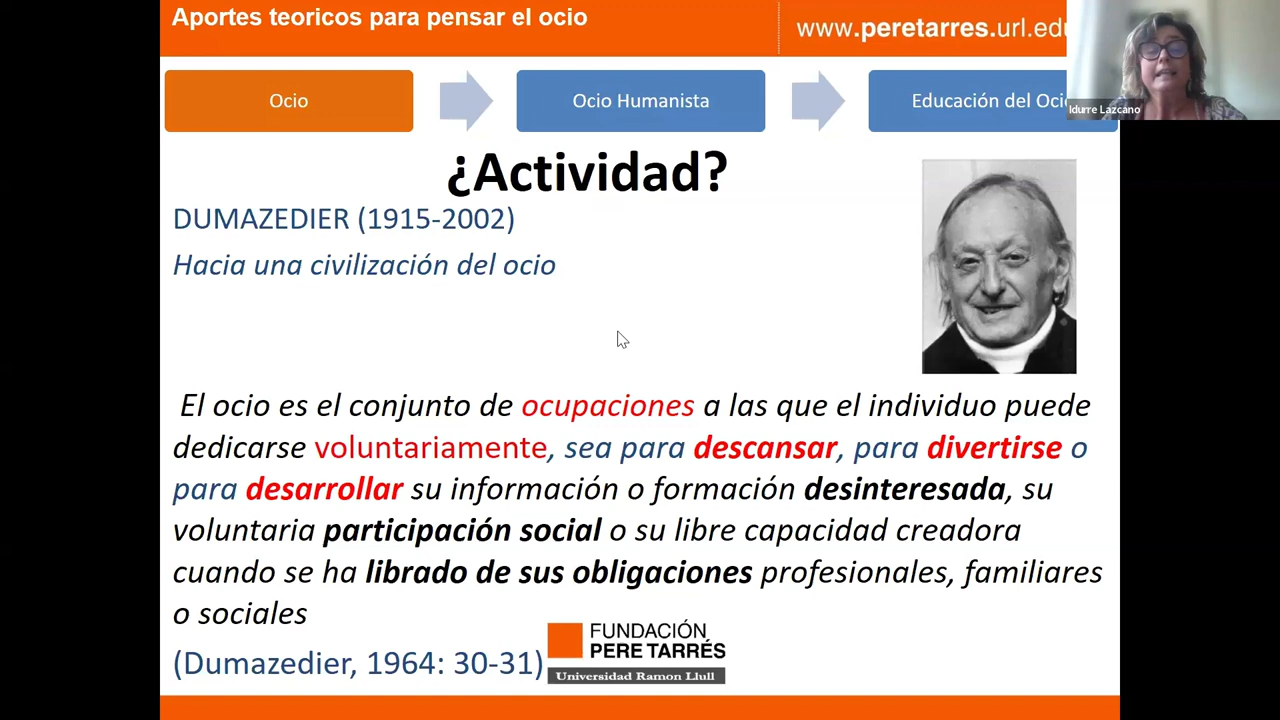 Aportes teoricos para pensar el ocio
www.peretarres.url.edu
Ocio
Ocio Humanista
Educación del Ocio
Idurre Lazcano
¿Actividad?
DUMAZEDIER (1915-2002)
Hacia una civilización del ocio
El ocio es el conjunto de ocupaciones a las que el individuo puede
dedicarse voluntariamente, sea para descansar, para divertirse o
para desarrollar su información o formación desinteresada, su
voluntaria participación social o su libre capacidad creadora
cuando se ha librado de sus obligaciones profesionales, familiares
o sociales
(Dumazedier, 1964: 30-31)
FUNDACIÓN
PERE TARRÉS
Universidad Ramon Llull